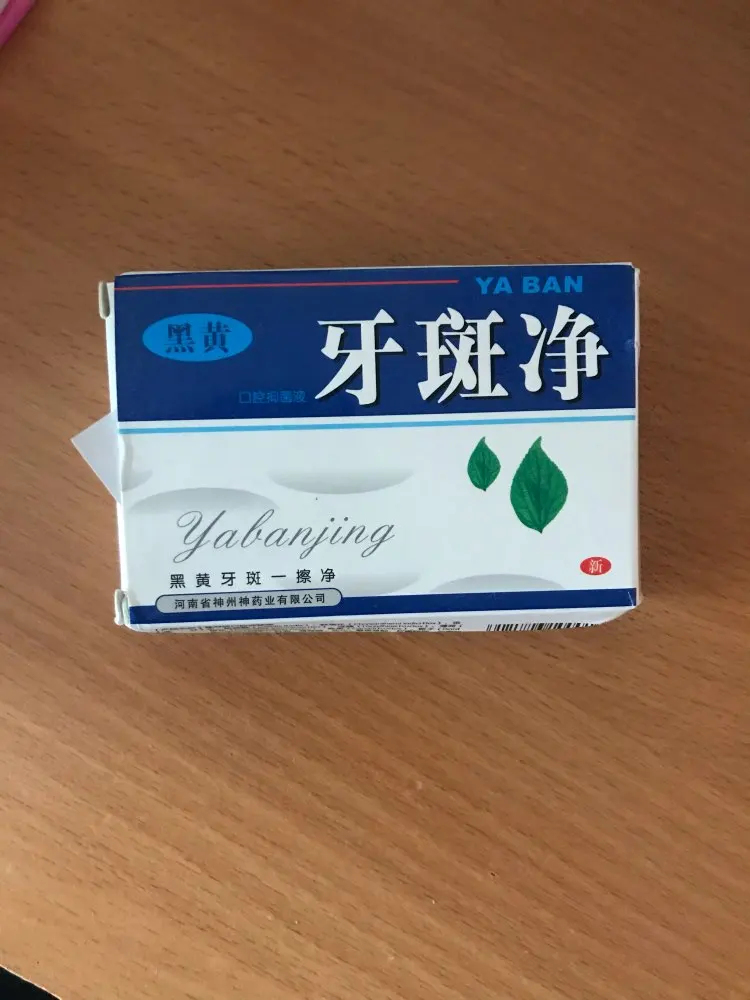 YA BAN
黑黄
牙斑净
口腔抑菌液
Yabanjing
黑黄牙斑一擦净
新
河南省神州神药业有限公司